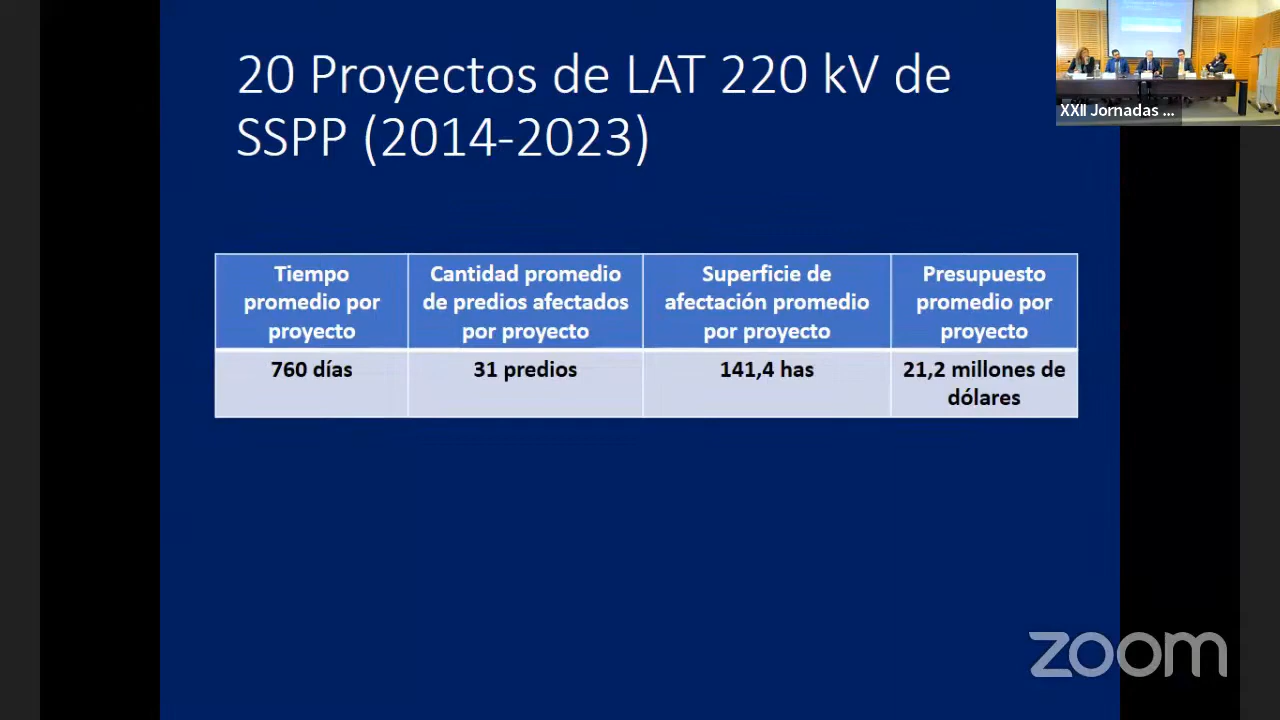 20 Proyectos de LAT 220 kV de
SSPP (2014-2023)
XXII Jornadas ...
Tiempo
promedio por
proyecto
Cantidad promedio
de predios afectados
por proyecto
Superficie de
afectación promedio
por proyecto
Presupuesto
promedio por
proyecto
760 días
31 predios
141,4 has
21,2 millones de
dólares
zoom